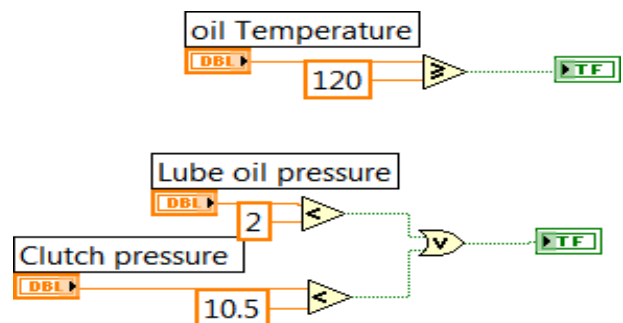 oil Temperature
DBL
120
≥
TF
Lube oil pressure
DBL
2
<
V
TF
Clutch pressure
DBL
10.5
<